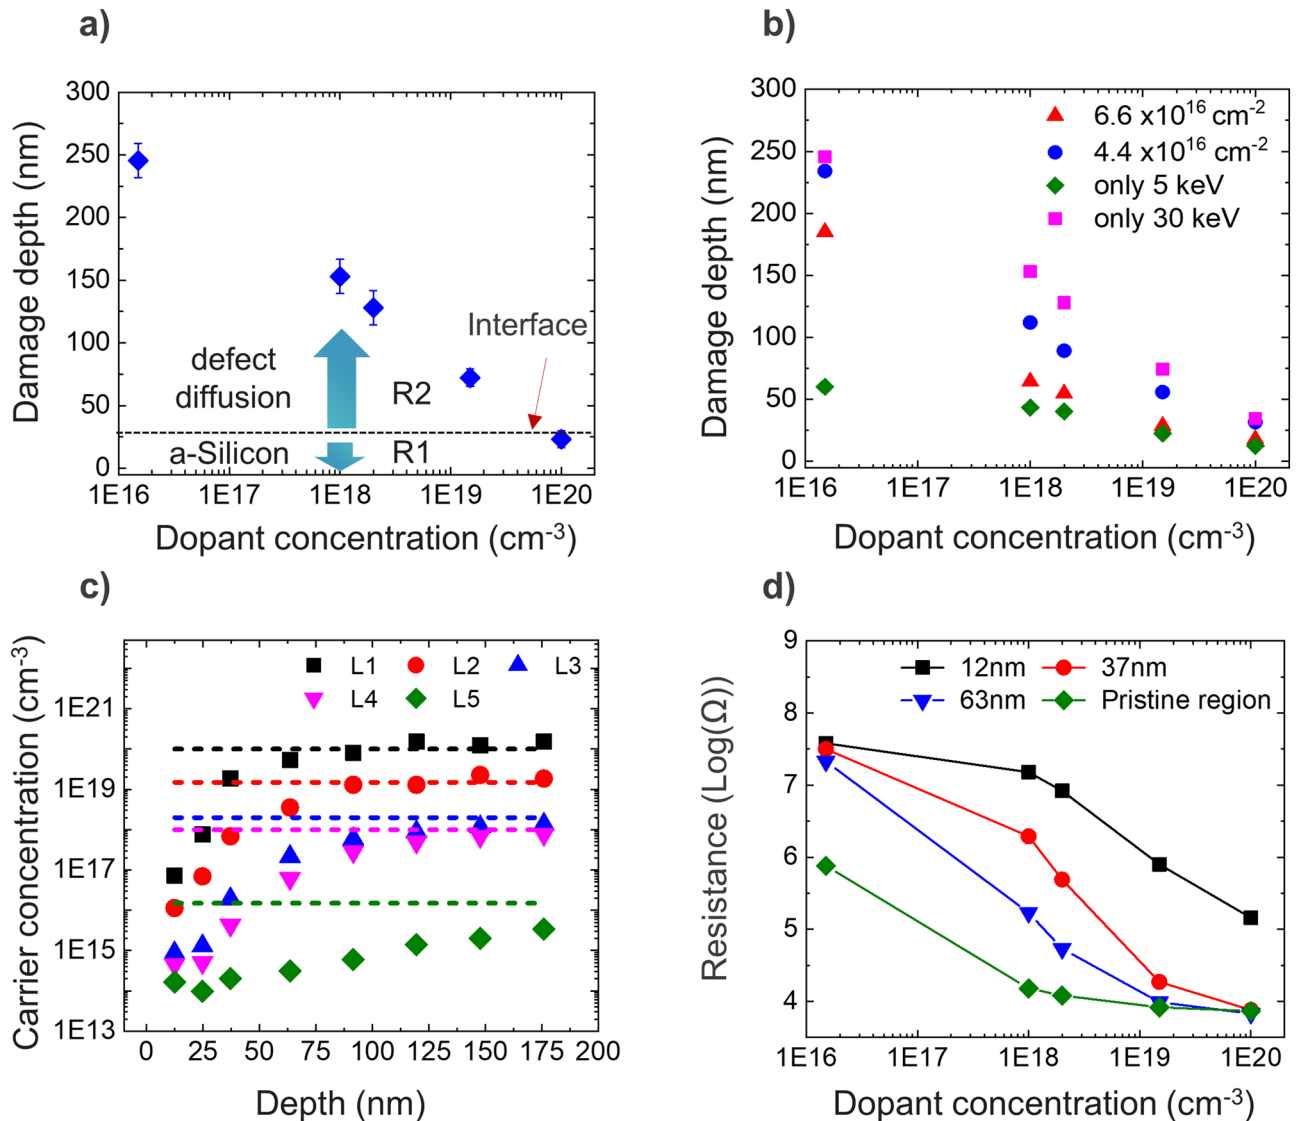 a)
300
250
200
150
100
50
0
Damage depth (nm)
Interface
defect
diffusion
R2
a-Silicon
R1
1E16 1E17 1E18 1E19 1E20
Dopant concentration (cm⁻³)
b)
300
250
200
150
100
50
0
Damage depth (nm)
6.6 x10¹⁶ cm⁻²
4.4 x10¹⁶ cm⁻²
only 5 keV
only 30 keV
1E16 1E17 1E18 1E19 1E20
Dopant concentration (cm⁻³)
c)
L1 L2 L3
L4 L5
1E21
1E19
1E17
1E15
1E13
Carrier concentration (cm⁻³)
0 25 50 75 100 125 150 175 200
Depth (nm)
d)
9
8
7
6
5
4
Resistance (Log(Ω))
12nm 37nm
63nm Pristine region
1E16 1E17 1E18 1E19 1E20
Dopant concentration (cm⁻³)